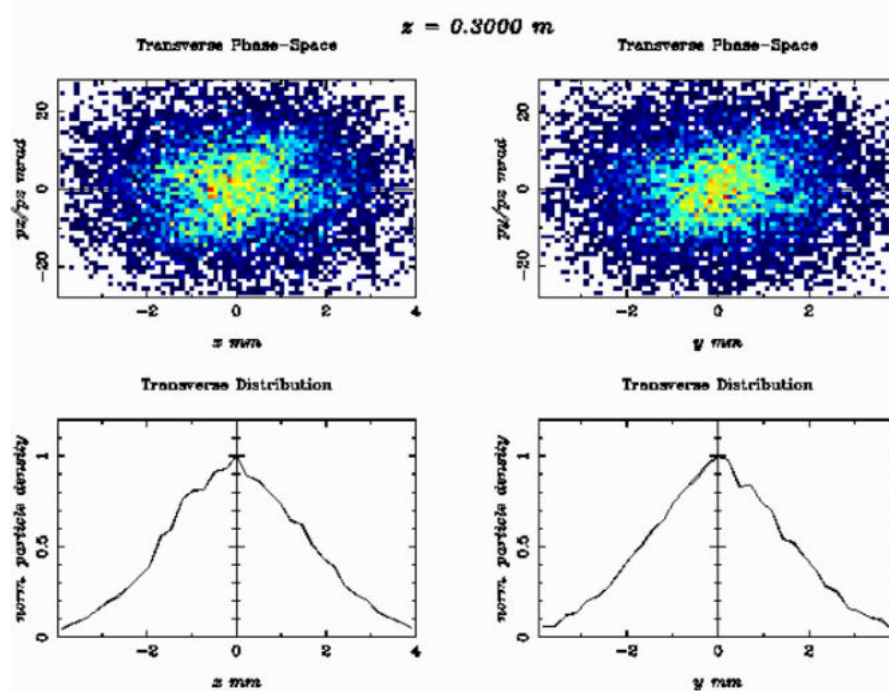 z = 0.3000 m
Transverse Phase-Space
Transverse Phase-Space
px/pz mrad
20
0
-20
-2
0
2
4
x mm
py/pz mrad
20
0
-20
-2
0
2
y mm
Transverse Distribution
Transverse Distribution
norm. particle density
1
0.5
0
-2
0
2
4
x mm
norm. particle density
1
0.5
0
-2
0
2
y mm